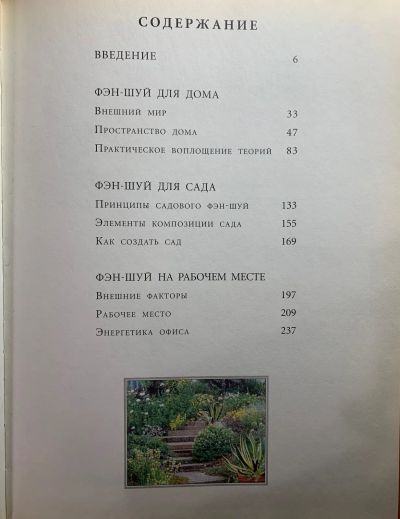 СОДЕРЖАНИЕ
ВВЕДЕНИЕ 6
ФЭН-ШУЙ ДЛЯ ДОМА
Внешний мир 33
Пространство дома 47
Практическое воплощение теорий 83
ФЭН-ШУЙ ДЛЯ САДА
Принципы садового фэн-шуй 133
Элементы композиции сада 155
Как создать сад 169
ФЭН-ШУЙ НА РАБОЧЕМ МЕСТЕ
Внешние факторы 197
Рабочее место 209
Энергетика офиса 237